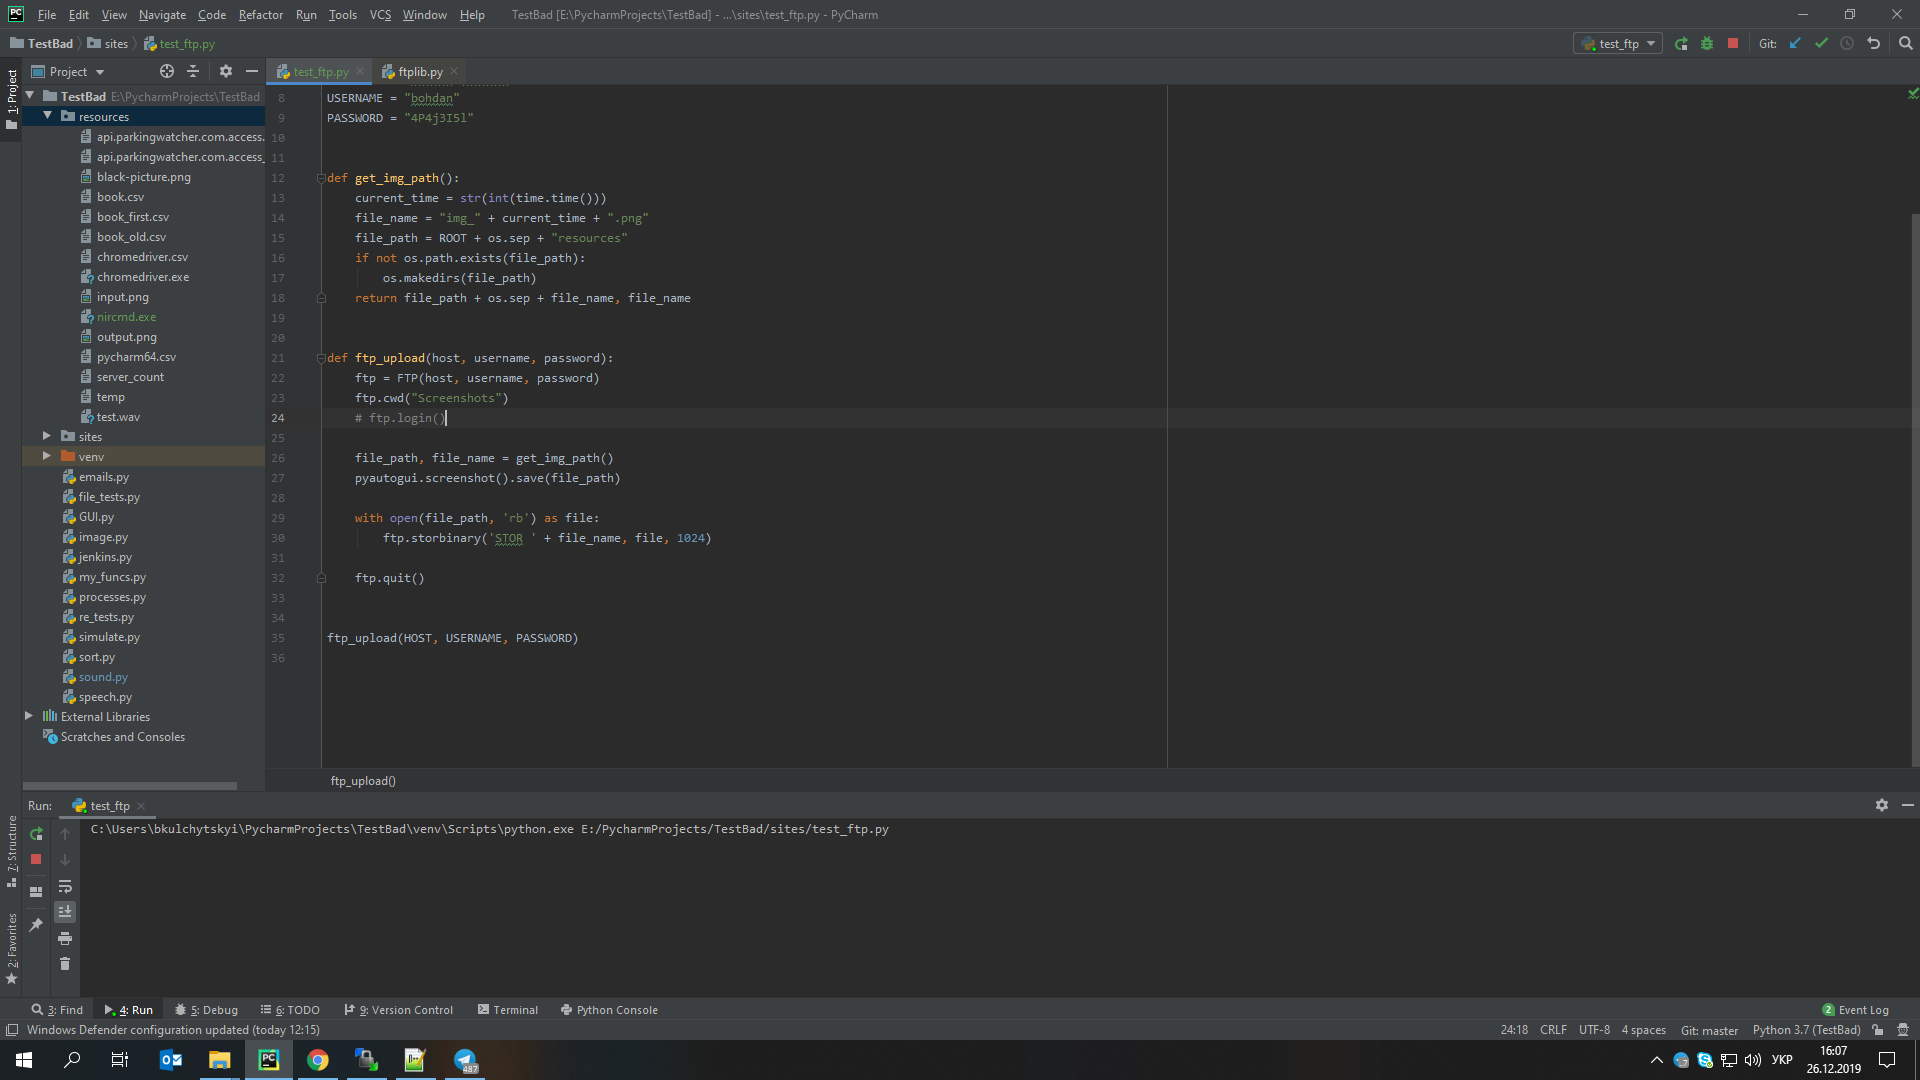 File Edit View Navigate Code Refactor Run Tools VCS Window Help TestBad [E:\PycharmProjects\TestBad] - ...\sites\test_ftp.py - PyCharm
TestBad sites test_ftp.py test_ftp Git:
Project test_ftp.py ftplib.py
1: Project
TestBad E:\PycharmProjects\TestBad
resources
api.parkingwatcher.com.access.
api.parkingwatcher.com.access_
black-picture.png
book.csv
book_first.csv
book_old.csv
chromedriver.csv
chromedriver.exe
input.png
nircmd.exe
output.png
pycharm64.csv
server_count
temp
test.wav
sites
venv
emails.py
file_tests.py
GUI.py
image.py
jenkins.py
my_funcs.py
processes.py
re_tests.py
simulate.py
sort.py
sound.py
speech.py
External Libraries
Scratches and Consoles
8 USERNAME = "bohdan"
9 PASSWORD = "4P4j3I5l"
10
11
12 def get_img_path():
13 current_time = str(int(time.time()))
14 file_name = "img_" + current_time + ".png"
15 file_path = ROOT + os.sep + "resources"
16 if not os.path.exists(file_path):
17 os.makedirs(file_path)
18 return file_path + os.sep + file_name, file_name
19
20
21 def ftp_upload(host, username, password):
22 ftp = FTP(host, username, password)
23 ftp.cwd("Screenshots")
24 # ftp.login()
25
26 file_path, file_name = get_img_path()
27 pyautogui.screenshot().save(file_path)
28
29 with open(file_path, 'rb') as file:
30 ftp.storbinary('STOR ' + file_name, file, 1024)
31
32 ftp.quit()
33
34
35 ftp_upload(HOST, USERNAME, PASSWORD)
36
ftp_upload()
Run: test_ftp
C:\Users\bkulchytskyi\PycharmProjects\TestBad\venv\Scripts\python.exe E:/PycharmProjects/TestBad/sites/test_ftp.py
7: Structure
2: Favorites
3: Find 4: Run 5: Debug 6: TODO 9: Version Control Terminal Python Console 2 Event Log
Windows Defender configuration updated (today 12:15) 24:18 CRLF UTF-8 4 spaces Git: master Python 3.7 (TestBad)
487 УКР 16:07
26.12.2019